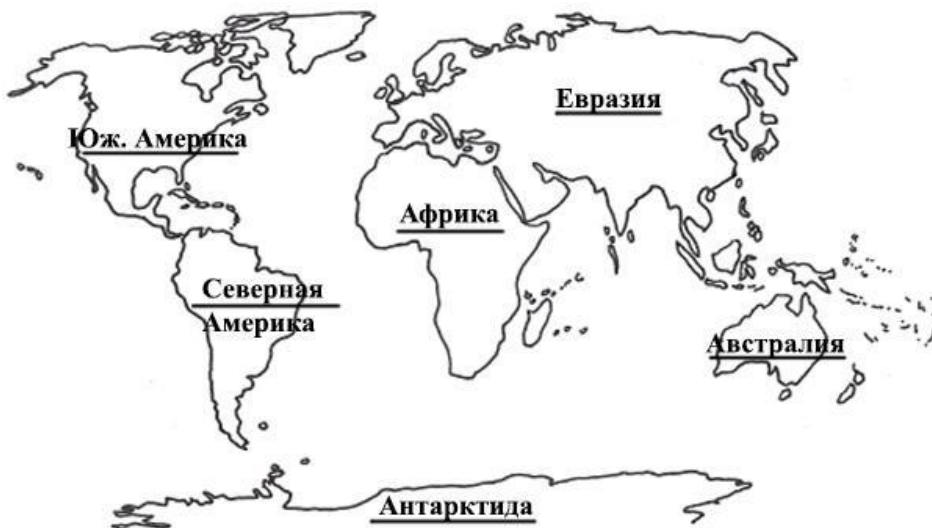 Евразия
Юж. Америка
Африка
Северная
Америка
Австралия
Антарктида